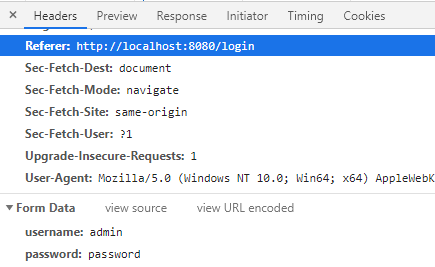 × Headers Preview Response Initiator Timing Cookies
Referer: http://localhost:8080/login
Sec-Fetch-Dest: document
Sec-Fetch-Mode: navigate
Sec-Fetch-Site: same-origin
Sec-Fetch-User: ?1
Upgrade-Insecure-Requests: 1
User-Agent: Mozilla/5.0 (Windows NT 10.0; Win64; x64) AppleWebK
▼ Form Data view source view URL encoded
username: admin
password: password